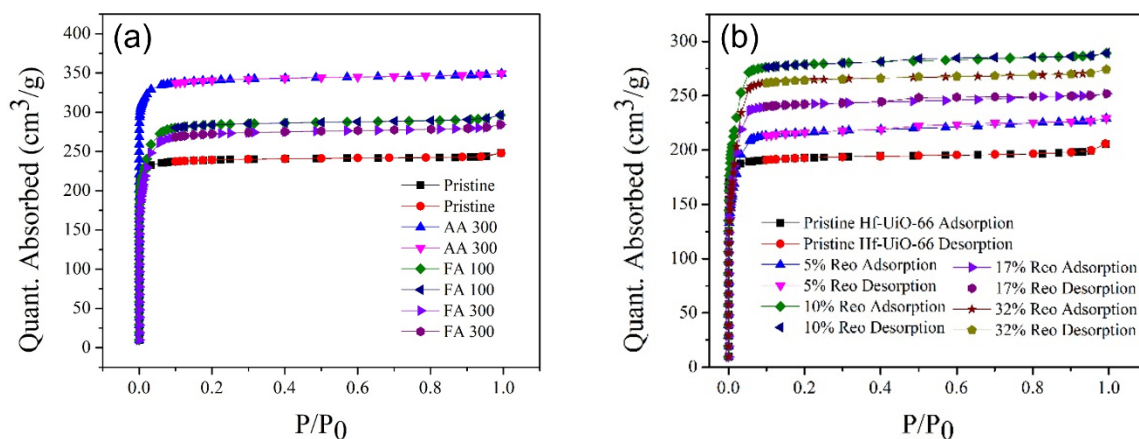 (a)
Quant. Absorbed (cm³/g)
400
350
300
250
200
150
100
50
0
Pristine
Pristine
AA 300
AA 300
FA 100
FA 100
FA 300
FA 300
0.0 0.2 0.4 0.6 0.8 1.0
P/P₀
(b)
Quant. Absorbed (cm³/g)
300
250
200
150
100
50
0
Pristine Hf-UiO-66 Adsorption
Pristine Hf-UiO-66 Desorption
5% Reo Adsorption
5% Reo Desorption
10% Reo Adsorption
10% Reo Desorption
17% Reo Adsorption
17% Reo Desorption
32% Reo Adsorption
32% Reo Desorption
0.0 0.2 0.4 0.6 0.8 1.0
P/P₀